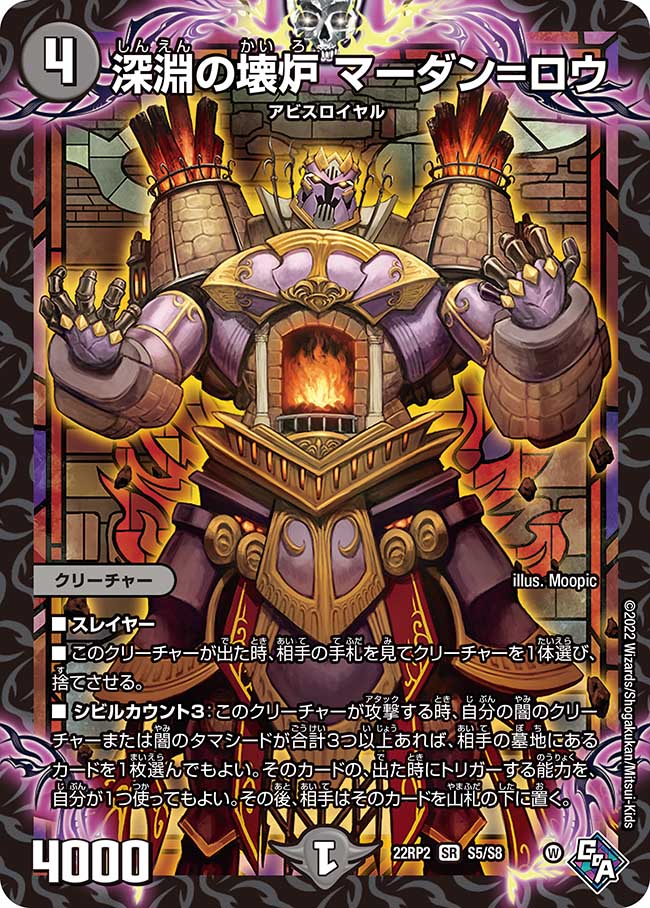 4
深淵の壊炉 マーダン=ロウ
アビスロイヤル
クリーチャー
illus. Moopic
■ スレイヤー
■ このクリーチャーが出た時、相手の手札を見てクリーチャーを1体選び、
捨てさせる。
■ シビルカウント3:このクリーチャーが攻撃する時、自分の闇のクリー
チャーまたは闇のタマシードが合計3つ以上あれば、相手の墓地にある
カードを1枚選んでもよい。そのカードの、出た時にトリガーする能力を、
自分が1つ使ってもよい。その後、相手はそのカードを山札の下に置く。
4000
1
22RP2 SR S5/S8
W
GoA
©2022 Wizards/Shogakukan/Mitsui-Kids